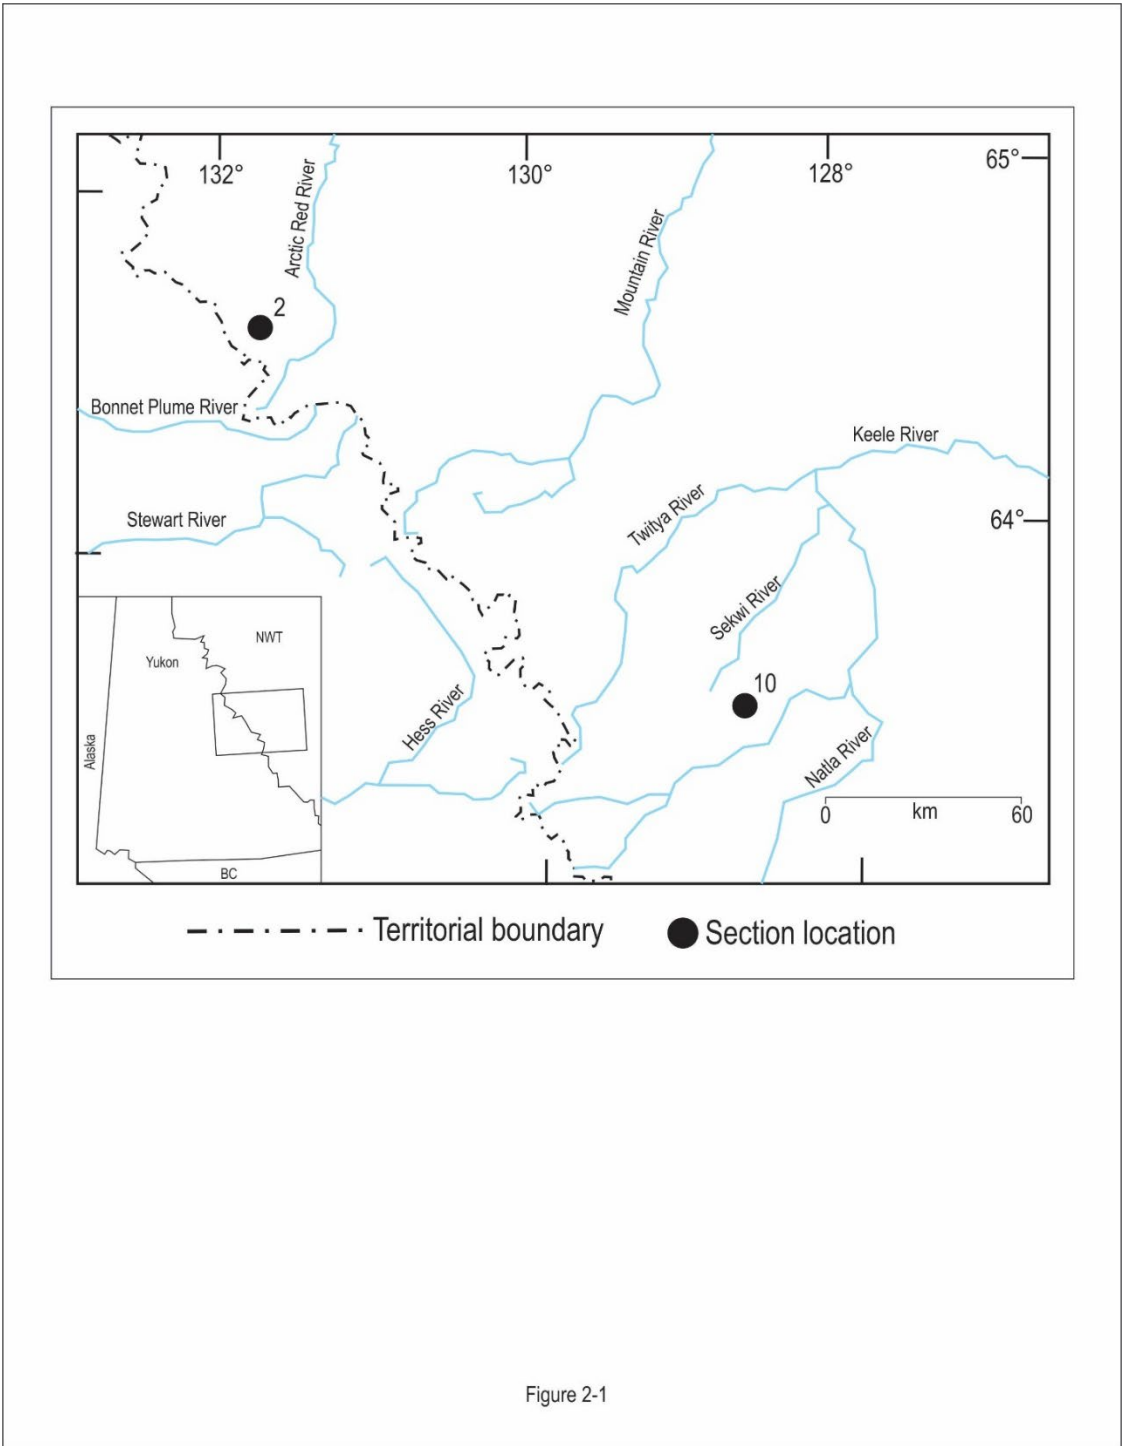 132°
130°
128°
65°
Arctic Red River
Mountain River
2
Bonnet Plume River
Keele River
Twitya River
Stewart River
64°
Sekwi River
NWT
Yukon
10
Hess River
Alaska
Natla River
0 km 60
BC
Territorial boundary
Section location
Figure 2-1